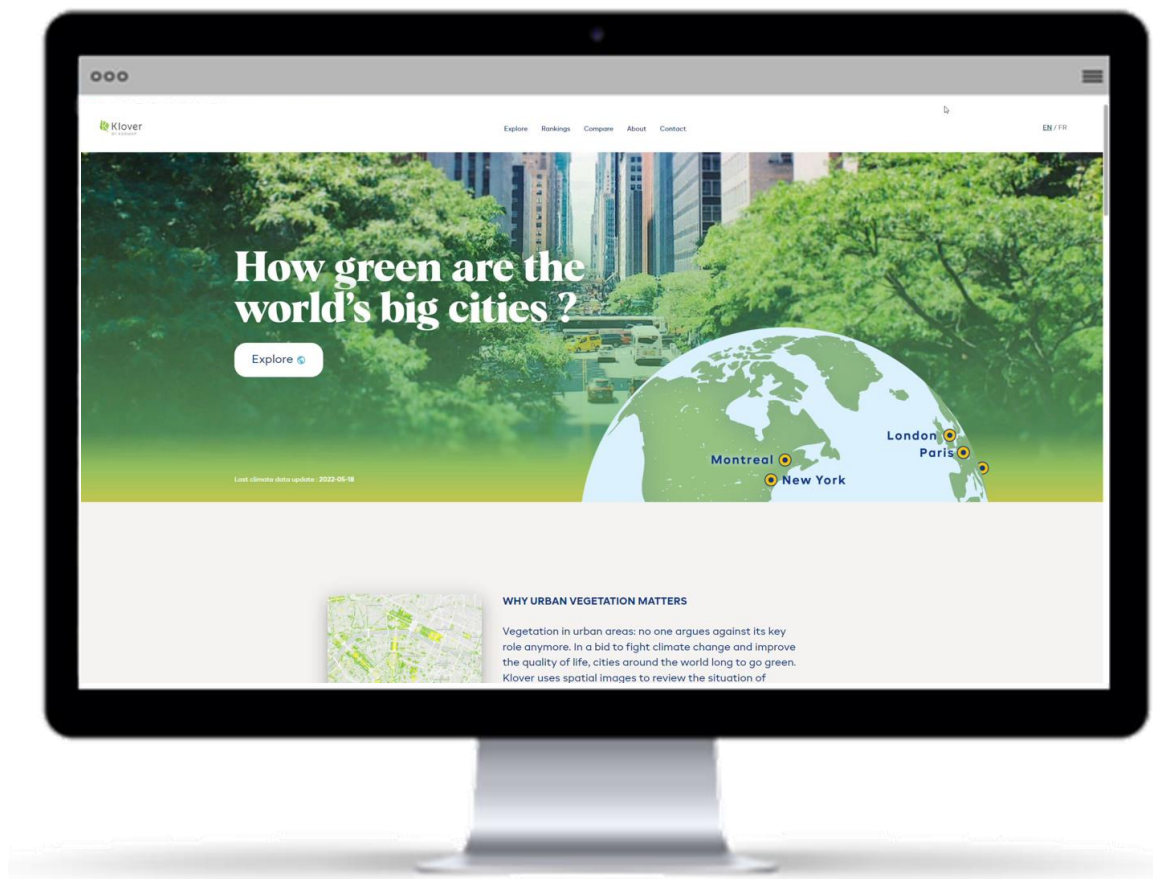 Klover
BY KERMAP
Explore Rankings Compare About Contact
EN / FR
How green are the
world's big cities ?
Explore
London
Paris
Montreal
New York
Last climate data update : 2022-05-18
WHY URBAN VEGETATION MATTERS
Vegetation in urban areas: no one argues against its key
role anymore. In a bid to fight climate change and improve
the quality of life, cities around the world long to go green.
Klover uses spatial images to review the situation of